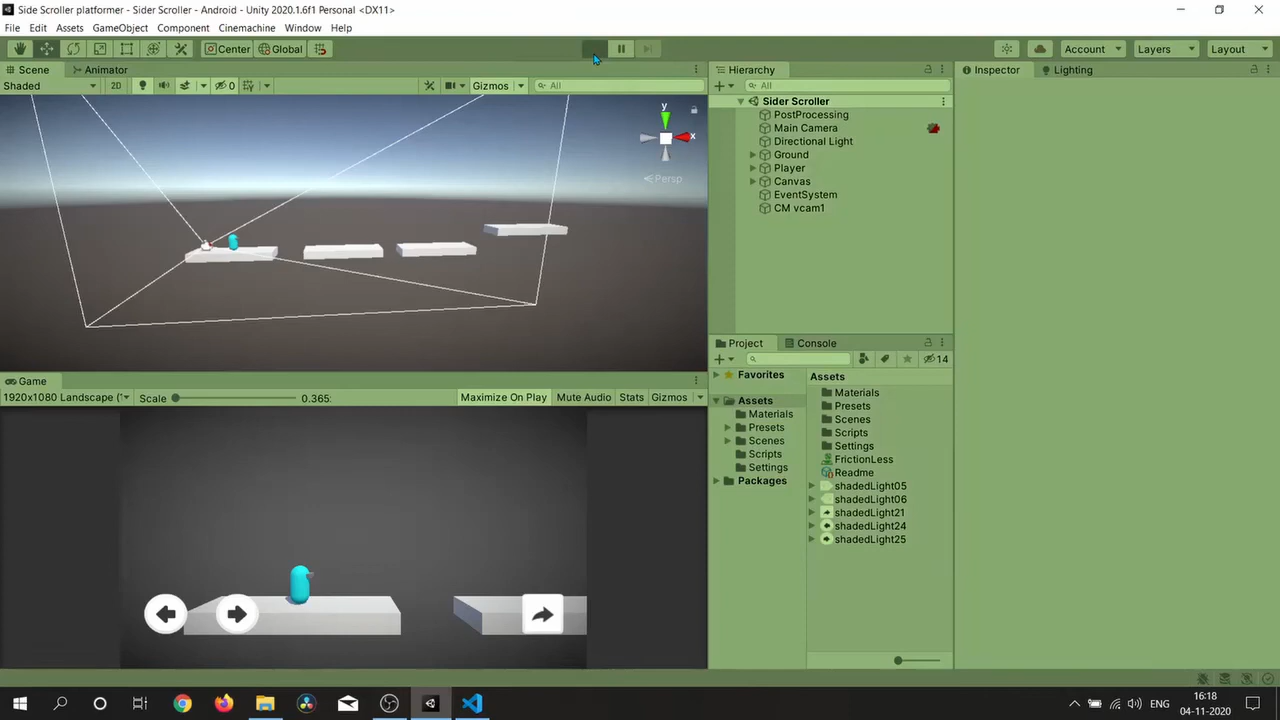 Side Scroller platformer - Sider Scroller - Android - Unity 2020.1.6f1 Personal <DX11>
File Edit Assets GameObject Component Cinemachine Window Help
Center Global Account Layers Layout
Scene Animator
Shaded 2D 0 Gizmos All
y
x
Persp
Game
1920x1080 Landscape (' Scale 0.365: Maximize On Play Mute Audio Stats Gizmos
Hierarchy
All
Sider Scroller
PostProcessing
Main Camera
Directional Light
Ground
Player
Canvas
EventSystem
CM vcam1
Project Console
14
Favorites
Assets
Materials
Presets
Scenes
Scripts
Settings
Packages
Assets
Materials
Presets
Scenes
Scripts
Settings
FrictionLess
Readme
shadedLight05
shadedLight06
shadedLight21
shadedLight24
shadedLight25
Inspector Lighting
ENG
16:18
04-11-2020